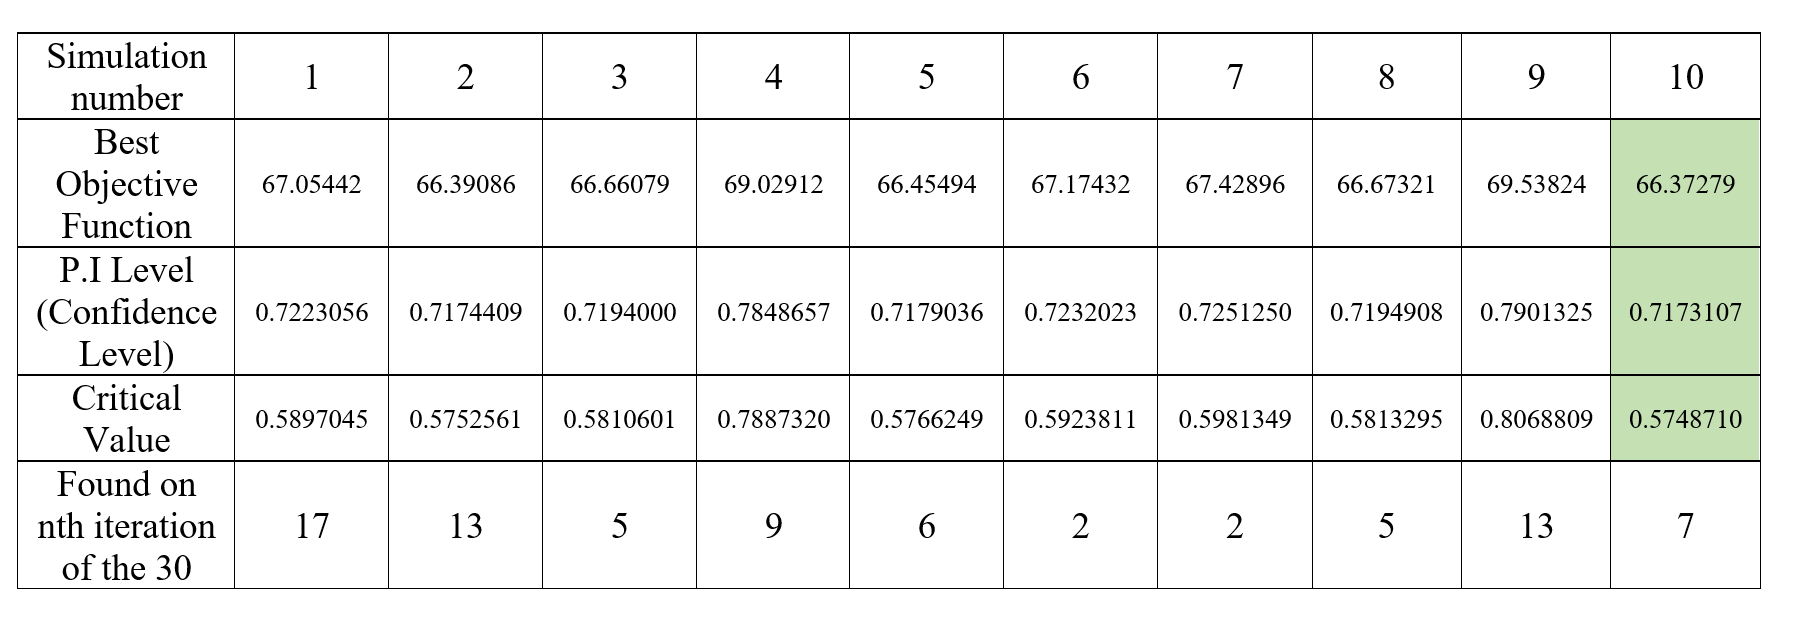 Simulation
number 1 2 3 4 5 6 7 8 9 10
Best
Objective
Function 67.05442 66.39086 66.66079 69.02912 66.45494 67.17432 67.42896 66.67321 69.53824 66.37279
P.I Level
(Confidence
Level) 0.7223056 0.7174409 0.7194000 0.7848657 0.7179036 0.7232023 0.7251250 0.7194908 0.7901325 0.7173107
Critical
Value 0.5897045 0.5752561 0.5810601 0.7887320 0.5766249 0.5923811 0.5981349 0.5813295 0.8068809 0.5748710
Found on
nth iteration
of the 30 17 13 5 9 6 2 2 5 13 7